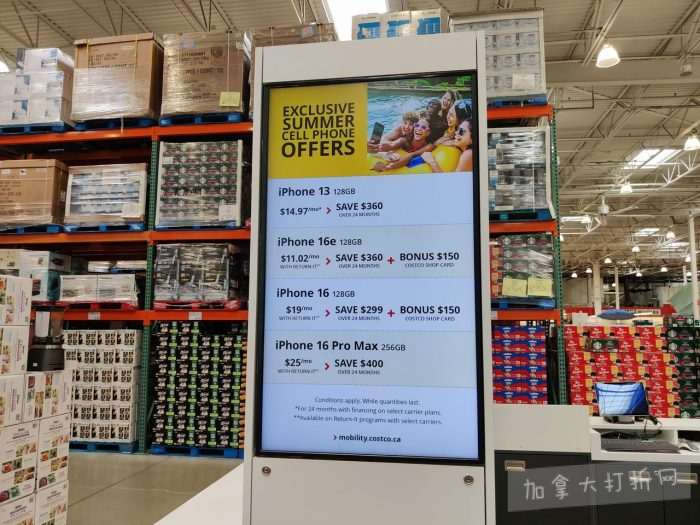 EXCLUSIVE
SUMMER
CELL PHONE
OFFERS
iPhone 13 128GB
$14.97/mo* > SAVE $360
OVER 24 MONTHS
iPhone 16e 128GB
$11.02/mo > SAVE $360 + BONUS $150
WITH RETURN IT** OVER 24 MONTHS COSTCO SHOP CARD
iPhone 16 128GB
$19/mo > SAVE $299 + BONUS $150
WITH RETURN IT** OVER 24 MONTHS COSTCO SHOP CARD
iPhone 16 Pro Max 256GB
$25/mo > SAVE $400
WITH RETURN IT** OVER 24 MONTHS
Conditions apply. While quantities last.
*For 24 months with financing on select carrier plans.
**Available on Return-it programs with select carriers.
> mobility.costco.ca
加拿大打折网